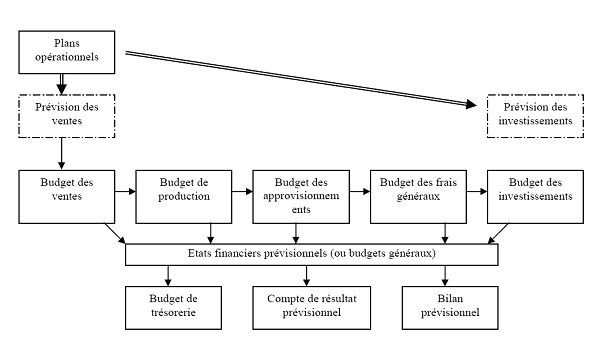 Plans
opérationnels
Prévision des
ventes
Prévision des
investissements
Budget des
ventes
Budget de
production
Budget des
approvisionnem
ents
Budget des frais
généraux
Budget des
investissements
Etats financiers prévisionnels (ou budgets généraux)
Budget de
trésorerie
Compte de résultat
prévisionnel
Bilan
prévisionnel